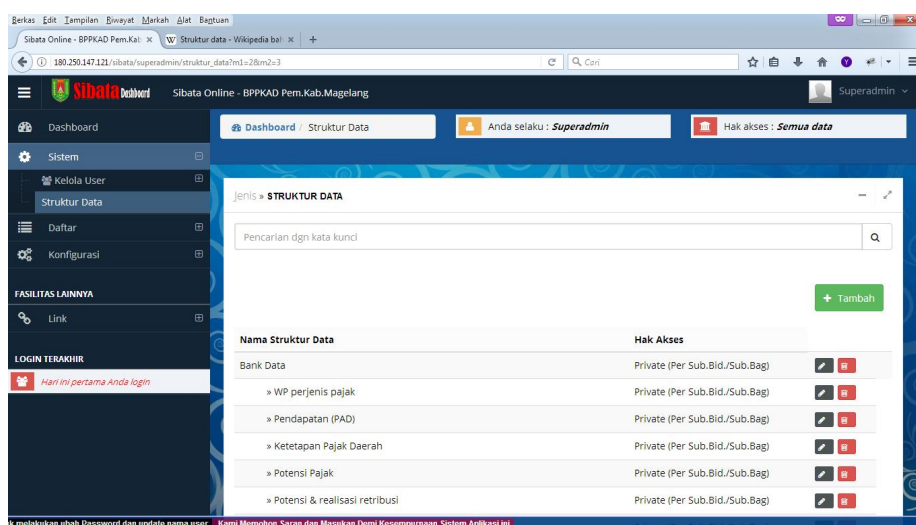 Berkas Edit Tampilan Riwayat Markah Alat Bantuan
Sibata Online - BPPKAD Pem.Kab × W Struktur data - Wikipedia bah × +
180.250.147.121/sibata/superadmin/struktur_data?m1=2&m2=3 Cari
Sibata Dashboard Sibata Online - BPPKAD Pem.Kab.Magelang Superadmin
Dashboard
Dashboard / Struktur Data
Anda selaku : Superadmin
Hak akses : Semua data
Sistem
Kelola User
Struktur Data
Daftar
Konfigurasi
FASILITAS LAINNYA
Link
LOGIN TERAKHIR
Hari ini pertama Anda login
Jenis » STRUKTUR DATA
Pencarian dgn kata kunci
+ Tambah
Nama Struktur Data Hak Akses
Bank Data Private (Per Sub.Bid./Sub.Bag)
» WP perjenis pajak Private (Per Sub.Bid./Sub.Bag)
» Pendapatan (PAD) Private (Per Sub.Bid./Sub.Bag)
» Ketetapan Pajak Daerah Private (Per Sub.Bid./Sub.Bag)
» Potensi Pajak Private (Per Sub.Bid./Sub.Bag)
» Potensi & realisasi retribusi Private (Per Sub.Bid./Sub.Bag)
k melakukan ubah Password dan update nama user Kami Memohon Saran dan Masukan Demi Kesempurnaan Sistem Aplikasi ini